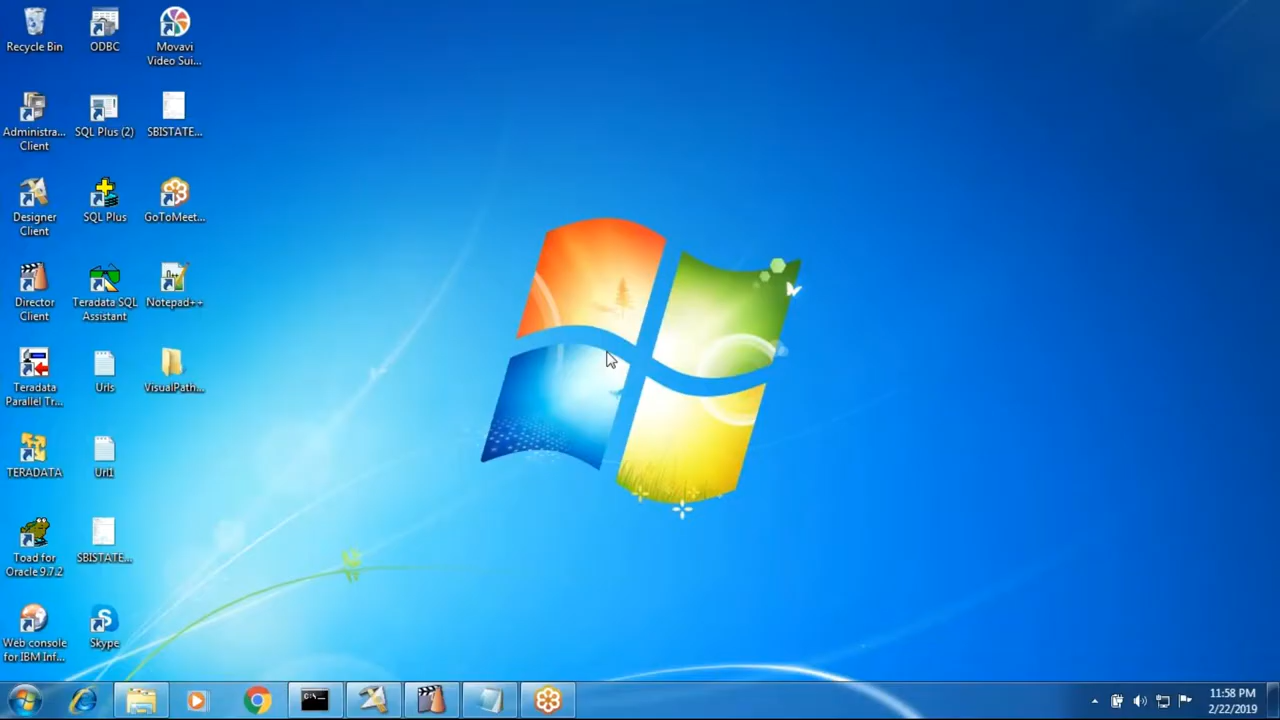 Recycle Bin
ODBC
Movavi
Video Sui...
Administra...
Client
SQL Plus (2)
SBISTATE...
Designer
Client
SQL Plus
GoToMeet...
Director
Client
Teradata SQL
Assistant
Notepad++
Teradata
Parallel Tr...
Urls
VisualPath...
TERADATA
Url1
Toad for
Oracle 9.7.2
SBISTATE...
Web console
for IBM Inf...
Skype
C:\
11:58 PM
2/22/2019